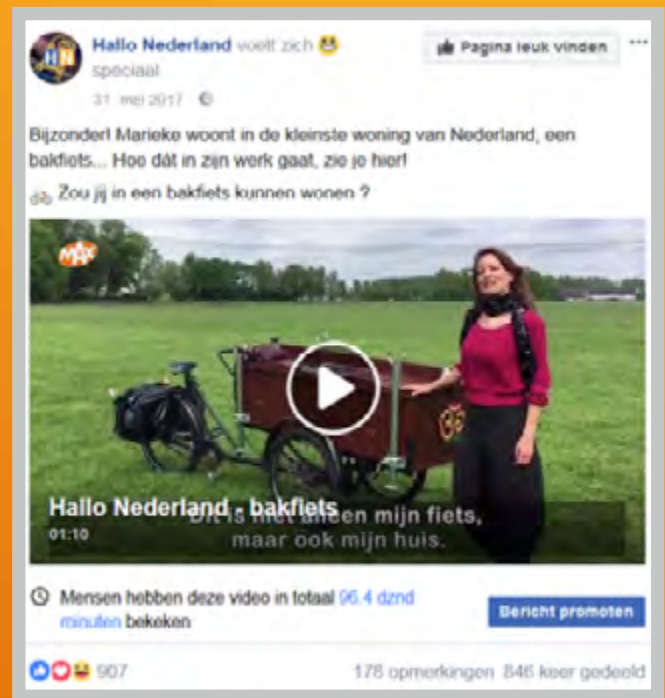 HN
Hallo Nederland voelt zich
speciaal
31 mei 2017
Pagina leuk vinden
Bijzonder! Marieke woont in de kleinste woning van Nederland, een
bakfiets... Hoe dát in zijn werk gaat, zie je hier!
Zou jij in een bakfiets kunnen wonen ?
MAX
Hallo Nederland - bakfiets
01:10
Dit is niet alleen mijn fiets,
maar ook mijn huis.
Mensen hebben deze video in totaal 96.4 dznd
minuten bekeken
Bericht promoten
907
178 opmerkingen 846 keer gedeeld